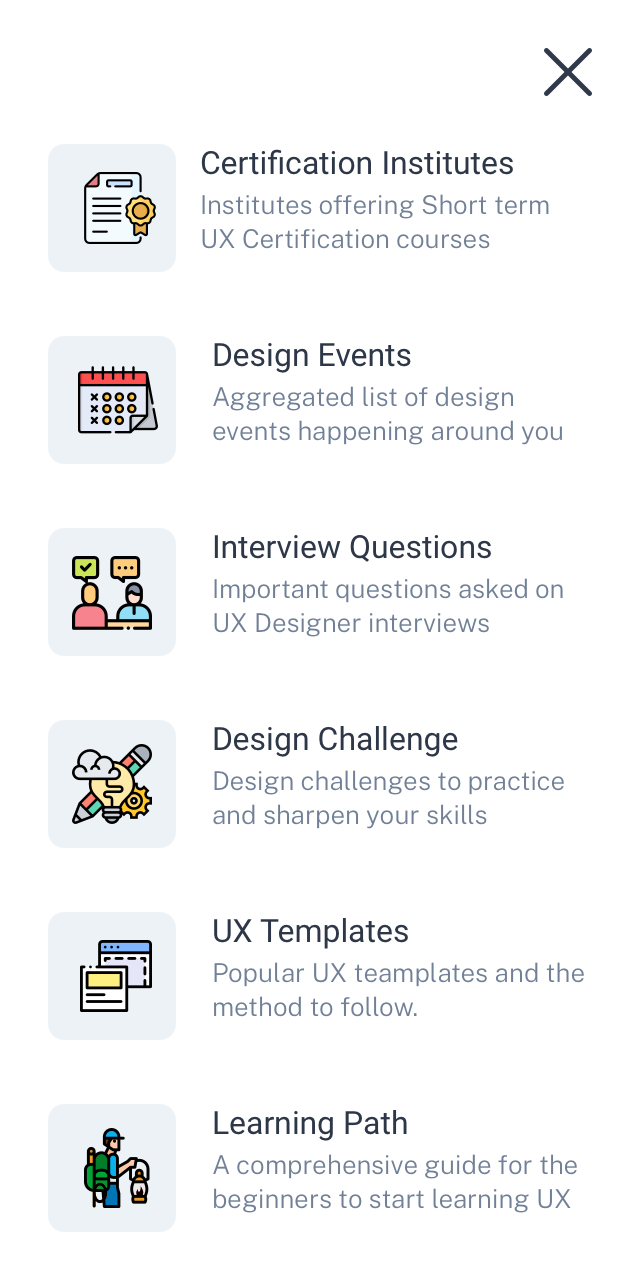 Certification Institutes
Institutes offering Short term
UX Certification courses
Design Events
Aggregated list of design
events happening around you
Interview Questions
Important questions asked on
UX Designer interviews
Design Challenge
Design challenges to practice
and sharpen your skills
UX Templates
Popular UX teamplates and the
method to follow.
Learning Path
A comprehensive guide for the
beginners to start learning UX